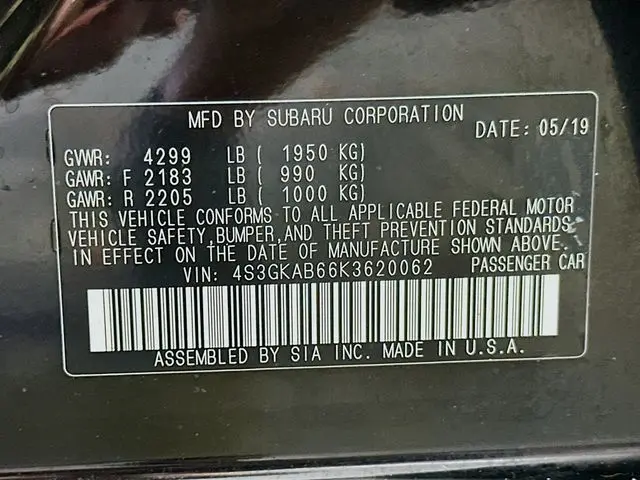 MFD BY SUBARU CORPORATION
DATE: 05/19
GVWR: 4299 LB ( 1950 KG)
GAWR: F 2183 LB ( 990 KG)
GAWR: R 2205 LB ( 1000 KG)
THIS VEHICLE CONFORMS TO ALL APPLICABLE FEDERAL MOTOR
VEHICLE SAFETY,BUMPER,AND THEFT PREVENTION STANDARDS
IN EFFECT ON THE DATE OF MANUFACTURE SHOWN ABOVE.
VIN: 4S3GKAB66K3620062 PASSENGER CAR
ASSEMBLED BY SIA INC. MADE IN U.S.A.